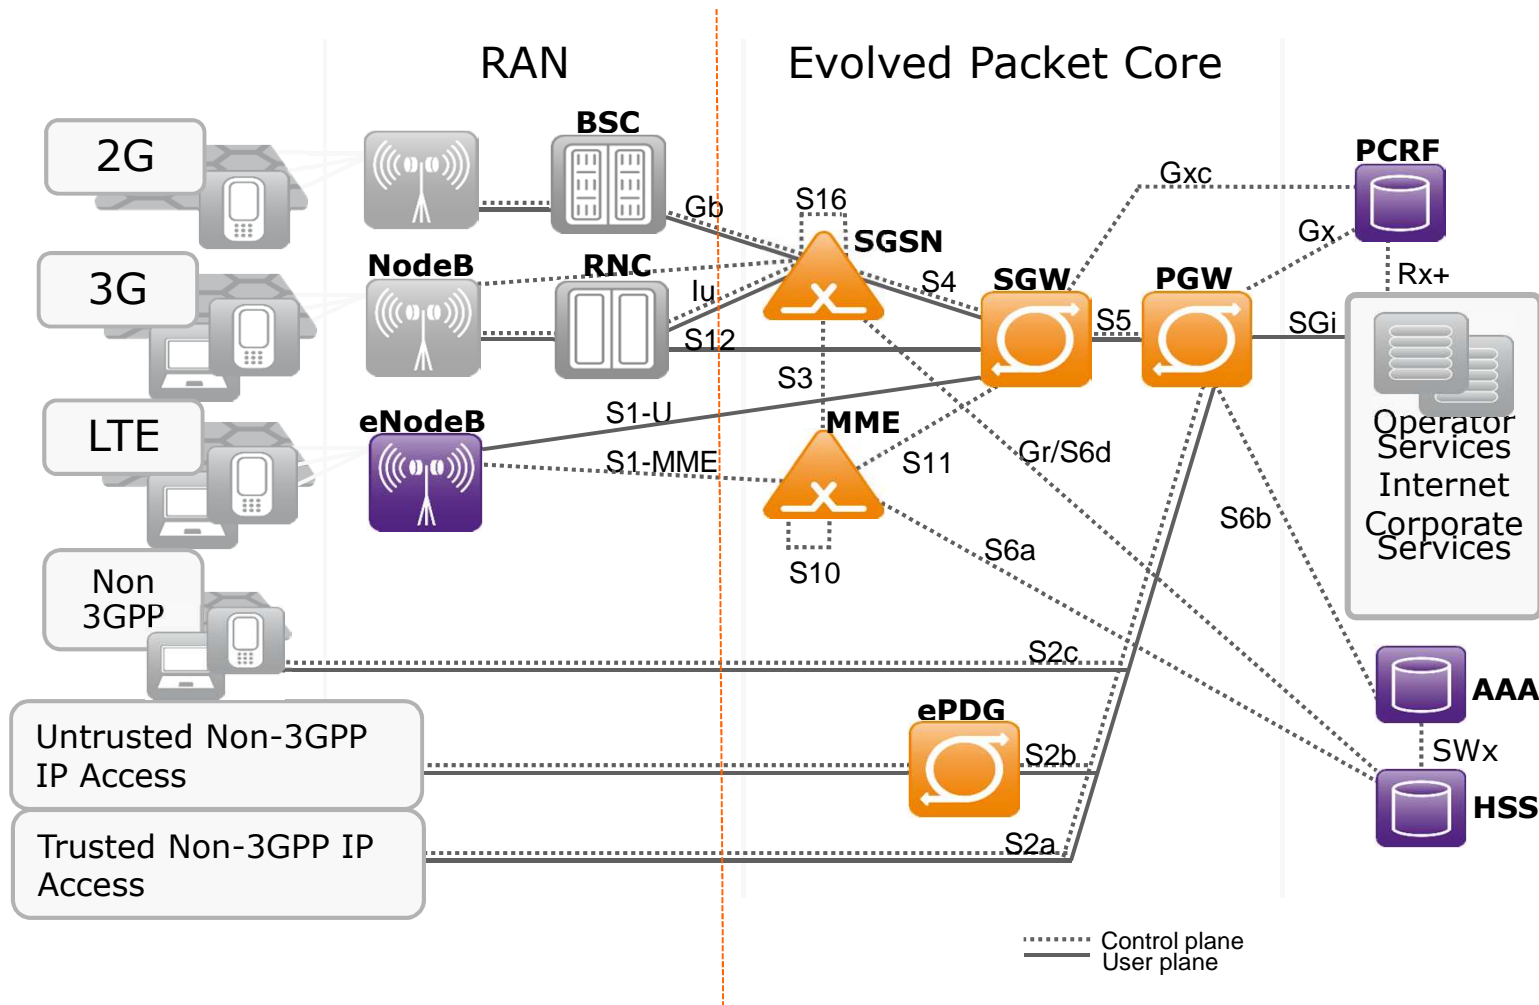 RAN
Evolved Packet Core
2G
BSC
PCRF
Gxc
S16
Gb
SGSN
Gx
3G
NodeB
RNC
Iu
S4
SGW
PGW
Rx+
S12
S5
SGi
S3
LTE
eNodeB
S1-U
MME
S1-MME
S11
Gr/S6d
Operator
Services
Internet
Corporate
Services
S6b
S10
S6a
Non
3GPP
S2c
AAA
ePDG
Untrusted Non-3GPP
IP Access
S2b
SWx
HSS
Trusted Non-3GPP IP
Access
S2a
Control plane
User plane